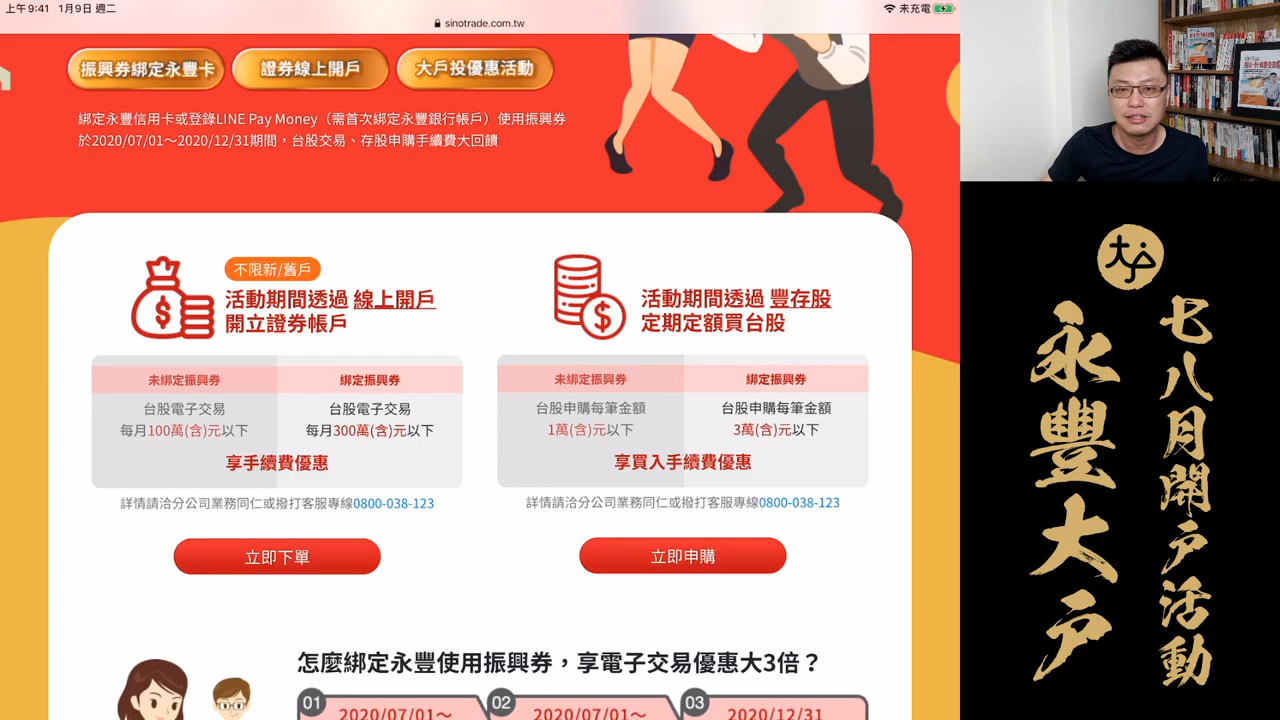 上午9:41 1月9日 週二
未充電
sinotrade.com.tw
振興券綁定永豐卡
證券線上開戶
大戶投優惠活動
綁定永豐信用卡或登錄LINE Pay Money（需首次綁定永豐銀行帳戶）使用振興券
於2020/07/01～2020/12/31期間，台股交易、存股申購手續費大回饋
不限新/舊戶
活動期間透過 線上開戶
開立證券帳戶
未綁定振興券
綁定振興券
台股電子交易
每月100萬(含)元以下
台股電子交易
每月300萬(含)元以下
享手續費優惠
詳情請洽分公司業務同仁或撥打客服專線0800-038-123
立即下單
活動期間透過 豐存股
定期定額買台股
未綁定振興券
綁定振興券
台股申購每筆金額
1萬(含)元以下
台股申購每筆金額
3萬(含)元以下
享買入手續費優惠
詳情請洽分公司業務同仁或撥打客服專線0800-038-123
立即申購
怎麼綁定永豐使用振興券，享電子交易優惠大3倍？
01
2020/07/01～
02
2020/07/01～
03
2020/12/31
大戶
七八月開戶活動
永豐大戶